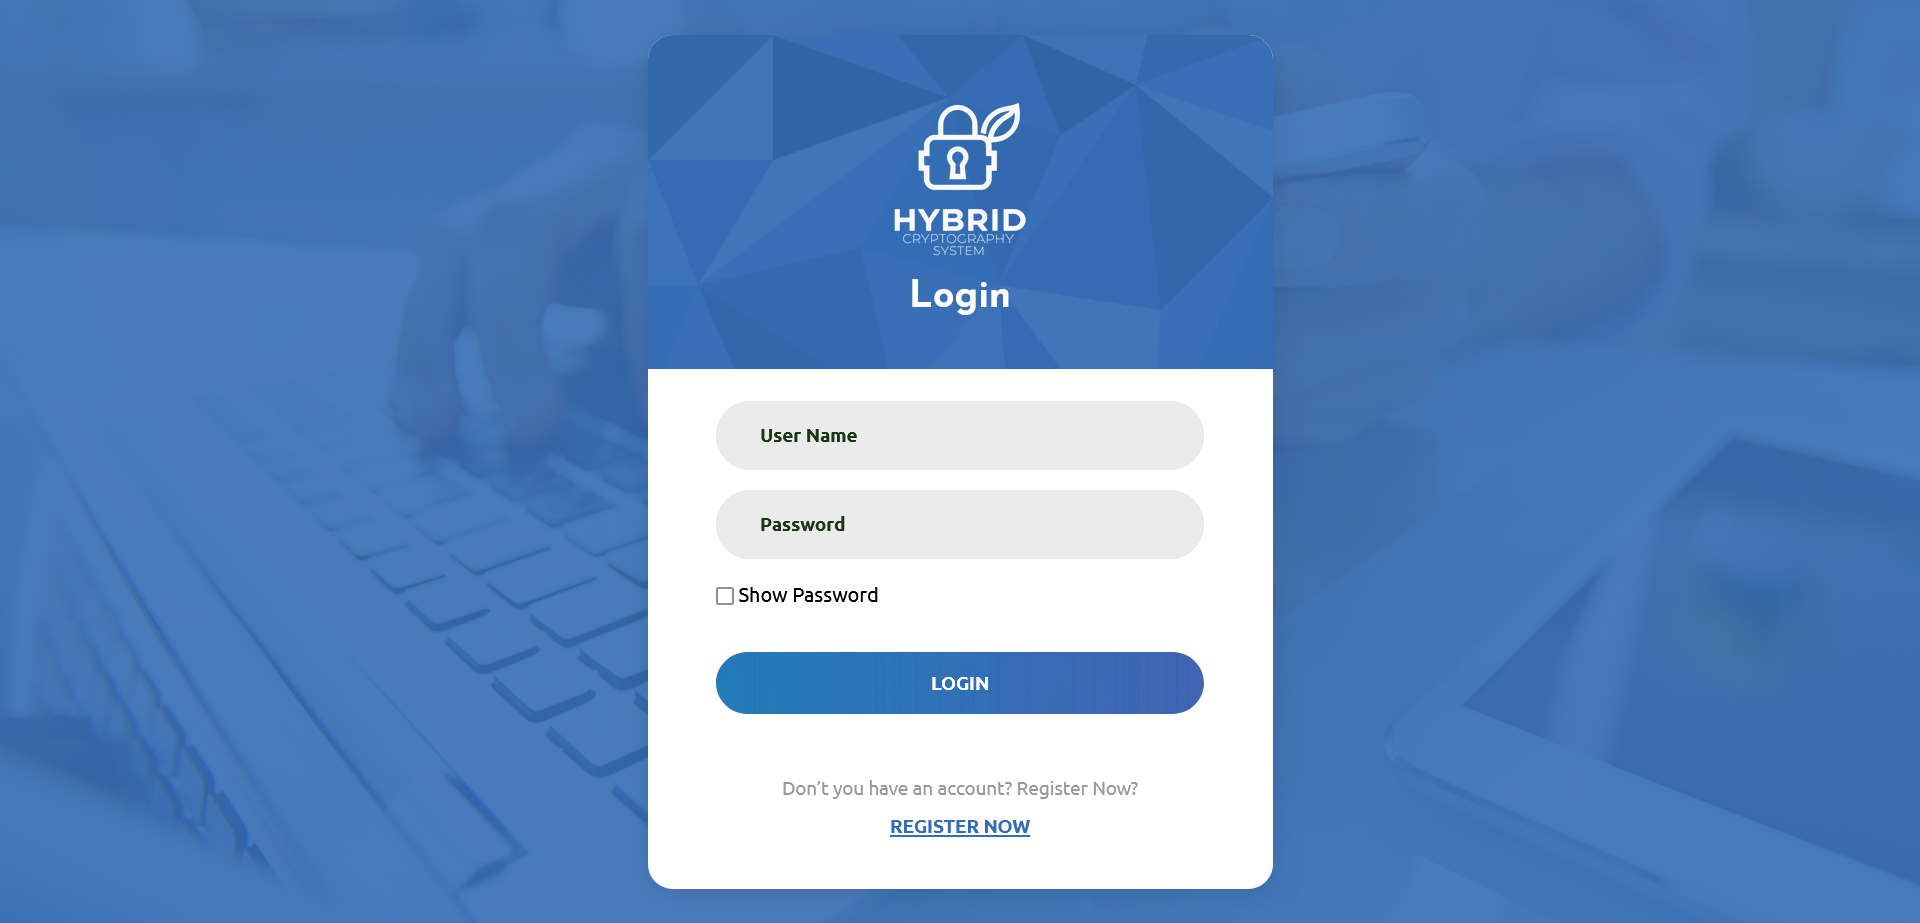 HYBRID
CRYPTOGRAPHY
SYSTEM
Login
User Name
Password
Show Password
LOGIN
Don't you have an account? Register Now?
REGISTER NOW